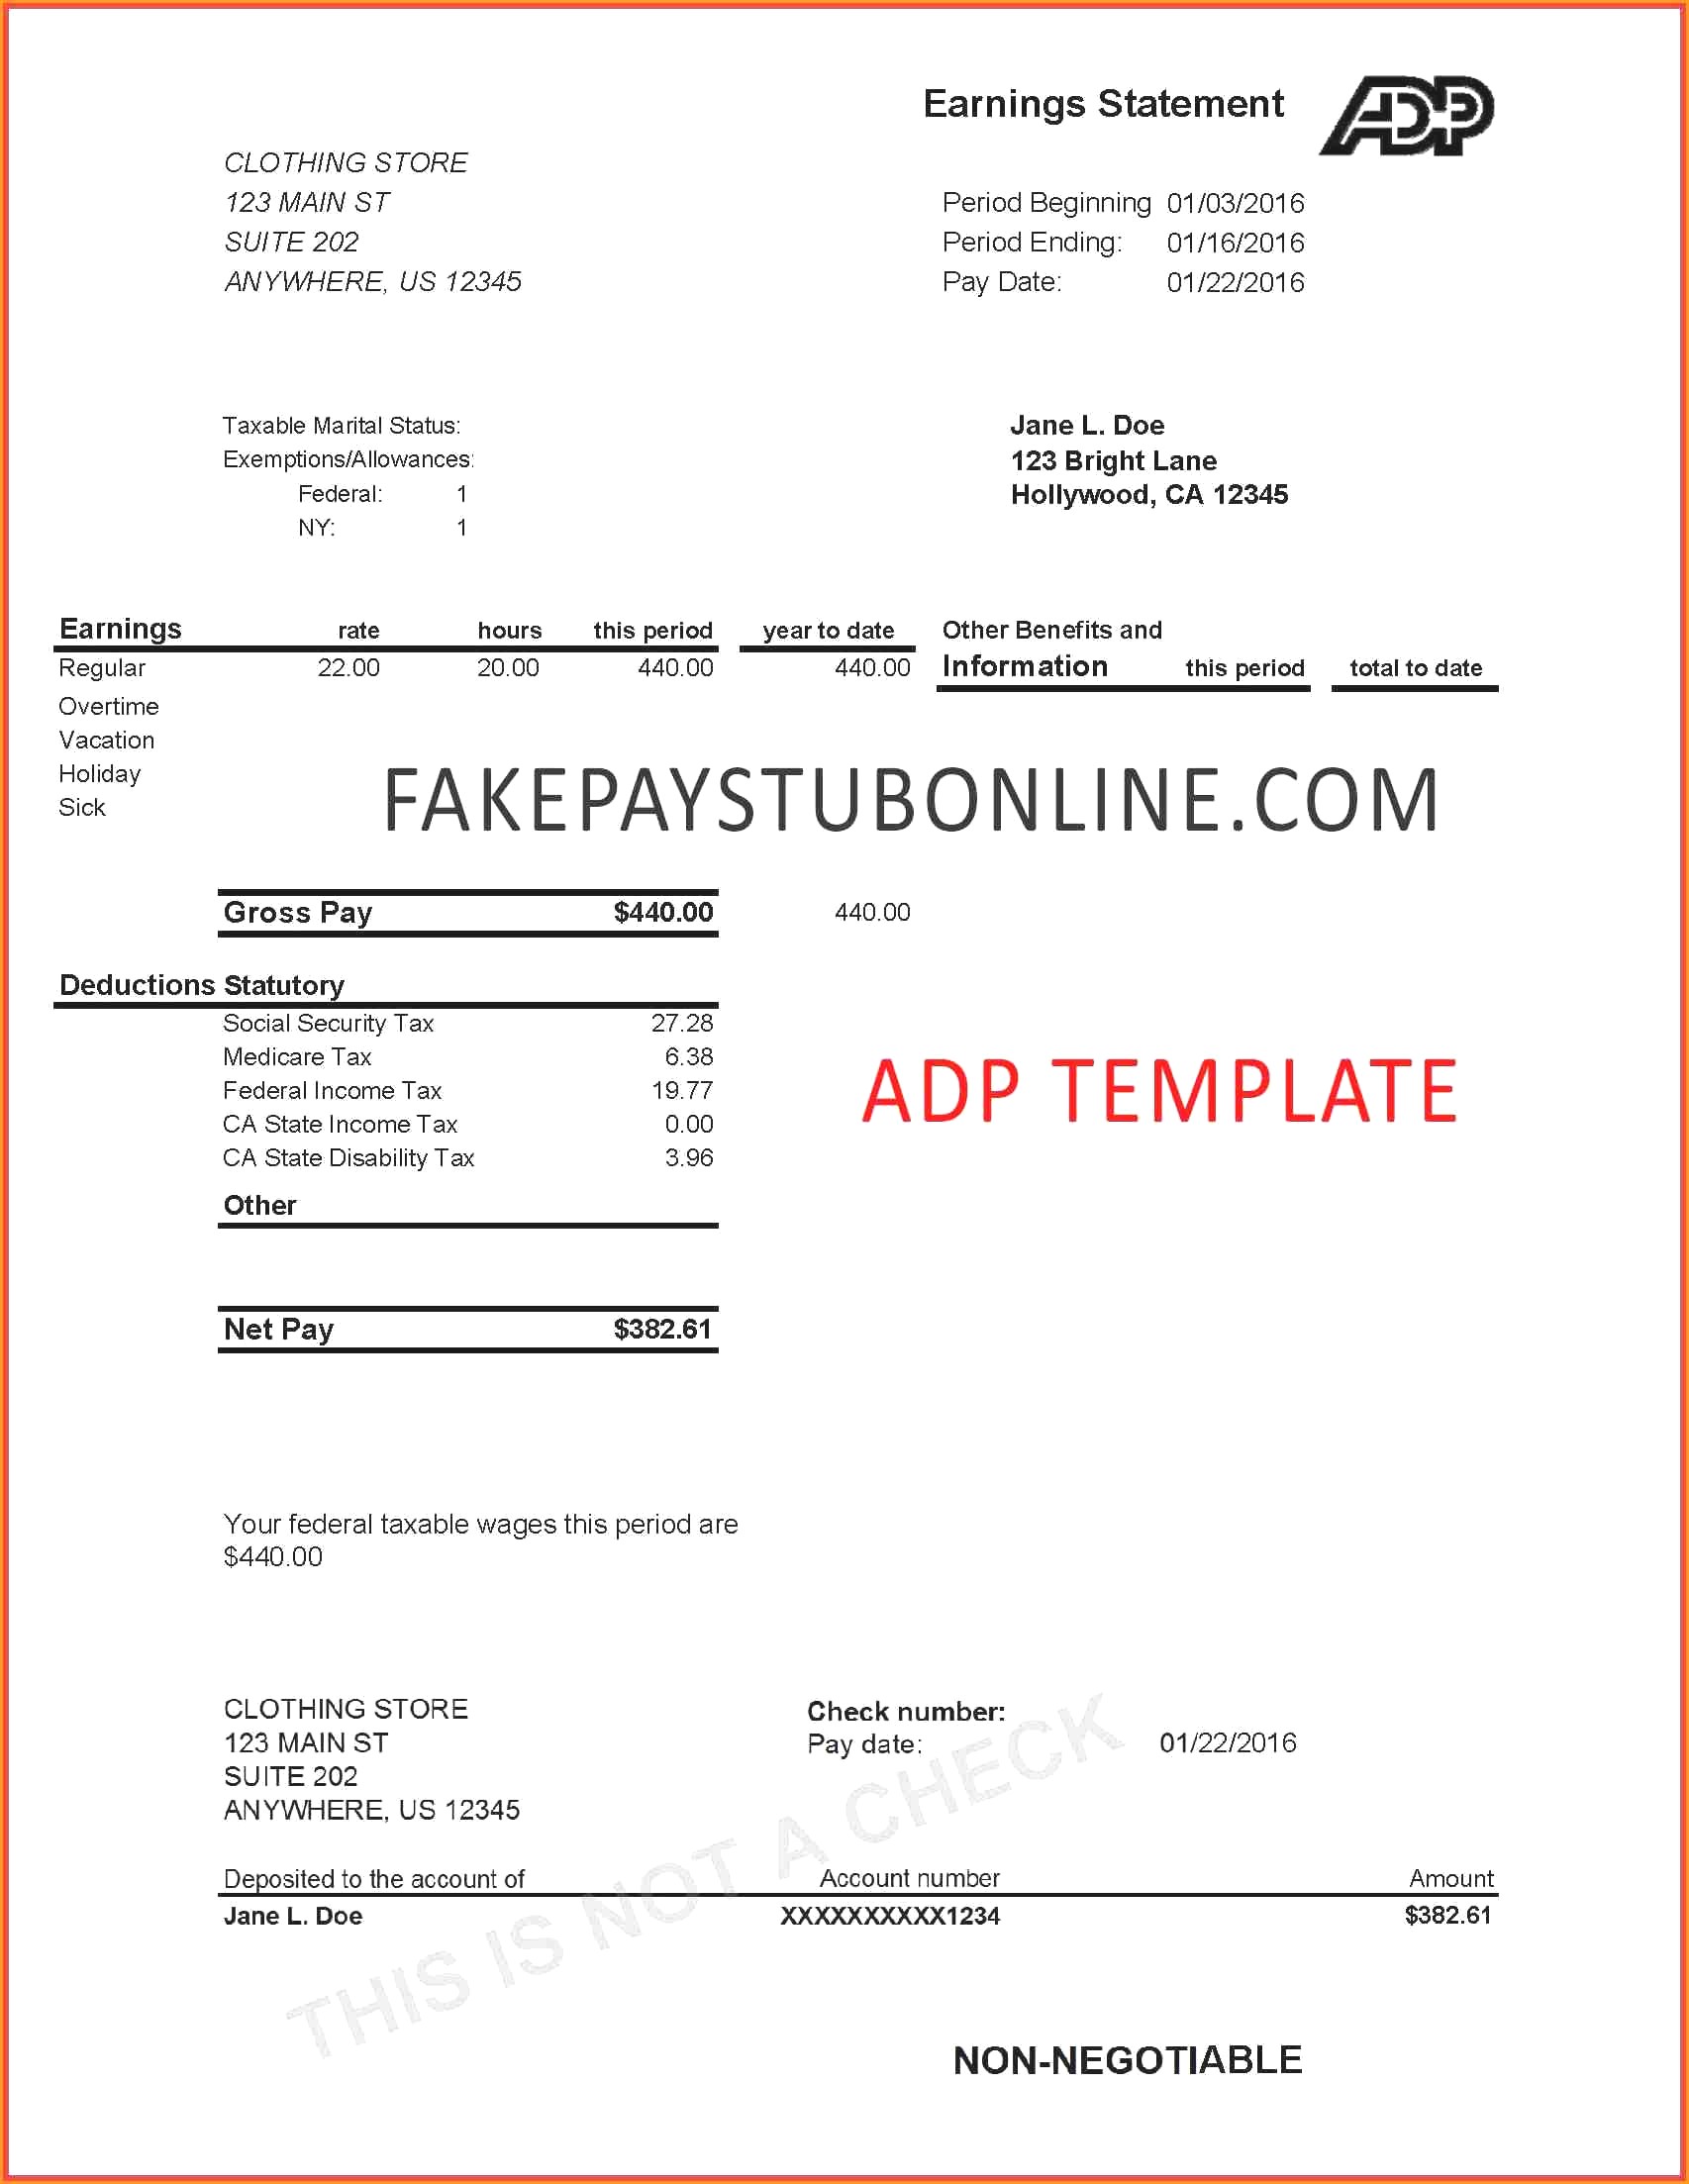 Earnings Statement ADP
CLOTHING STORE
123 MAIN ST
SUITE 202
ANYWHERE, US 12345
Period Beginning 01/03/2016
Period Ending: 01/16/2016
Pay Date: 01/22/2016
Taxable Marital Status:
Exemptions/Allowances:
Federal: 1
NY: 1
Jane L. Doe
123 Bright Lane
Hollywood, CA 12345
Earnings rate hours this period year to date Other Benefits and
Regular 22.00 20.00 440.00 440.00 Information this period total to date
Overtime
Vacation
Holiday
Sick
FAKEPAYSTUBONLINE.COM
Gross Pay $440.00 440.00
Deductions Statutory
Social Security Tax 27.28
Medicare Tax 6.38
Federal Income Tax 19.77
CA State Income Tax 0.00
CA State Disability Tax 3.96
ADP TEMPLATE
Other
Net Pay $382.61
Your federal taxable wages this period are
$440.00
CLOTHING STORE
123 MAIN ST
SUITE 202
ANYWHERE, US 12345
Check number:
Pay date: 01/22/2016
THIS IS NOT A CHECK
Deposited to the account of Account number Amount
Jane L. Doe XXXXXXXXXX1234 $382.61
NON-NEGOTIABLE